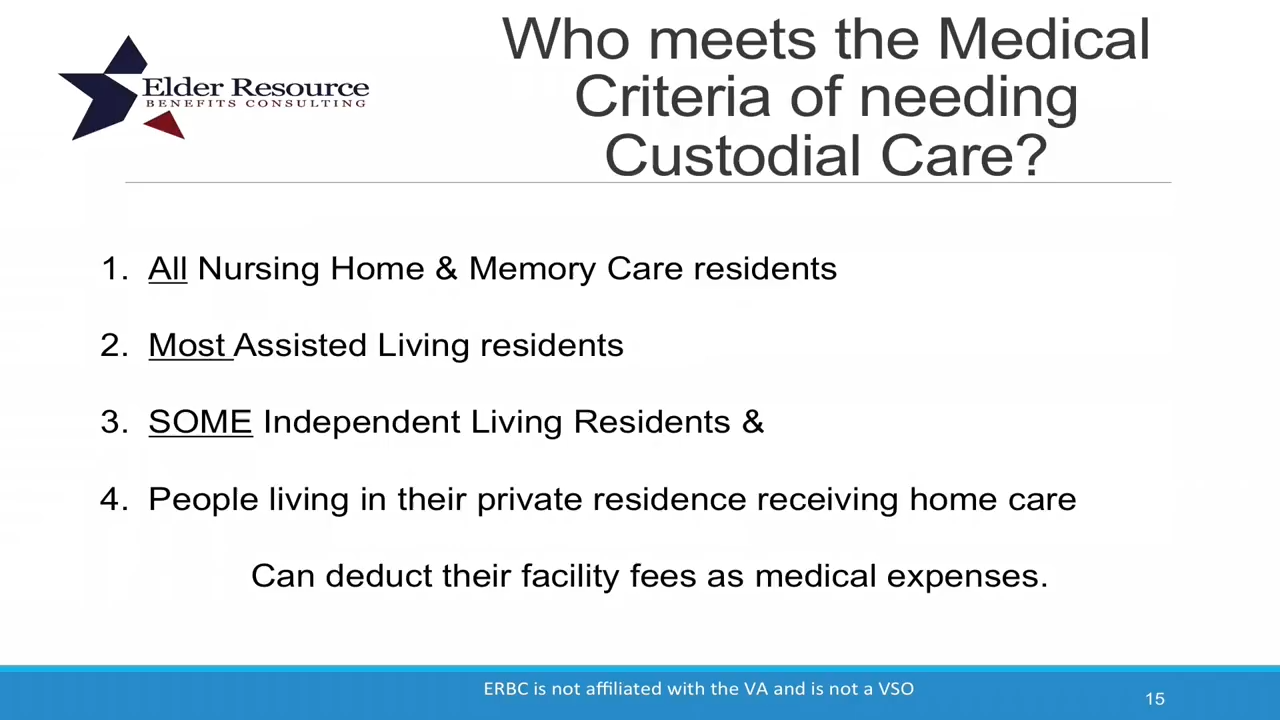 Elder Resource
BENEFITS CONSULTING
Who meets the Medical
Criteria of needing
Custodial Care?
1. All Nursing Home & Memory Care residents
2. Most Assisted Living residents
3. SOME Independent Living Residents &
4. People living in their private residence receiving home care
Can deduct their facility fees as medical expenses.
ERBC is not affiliated with the VA and is not a VSO
15